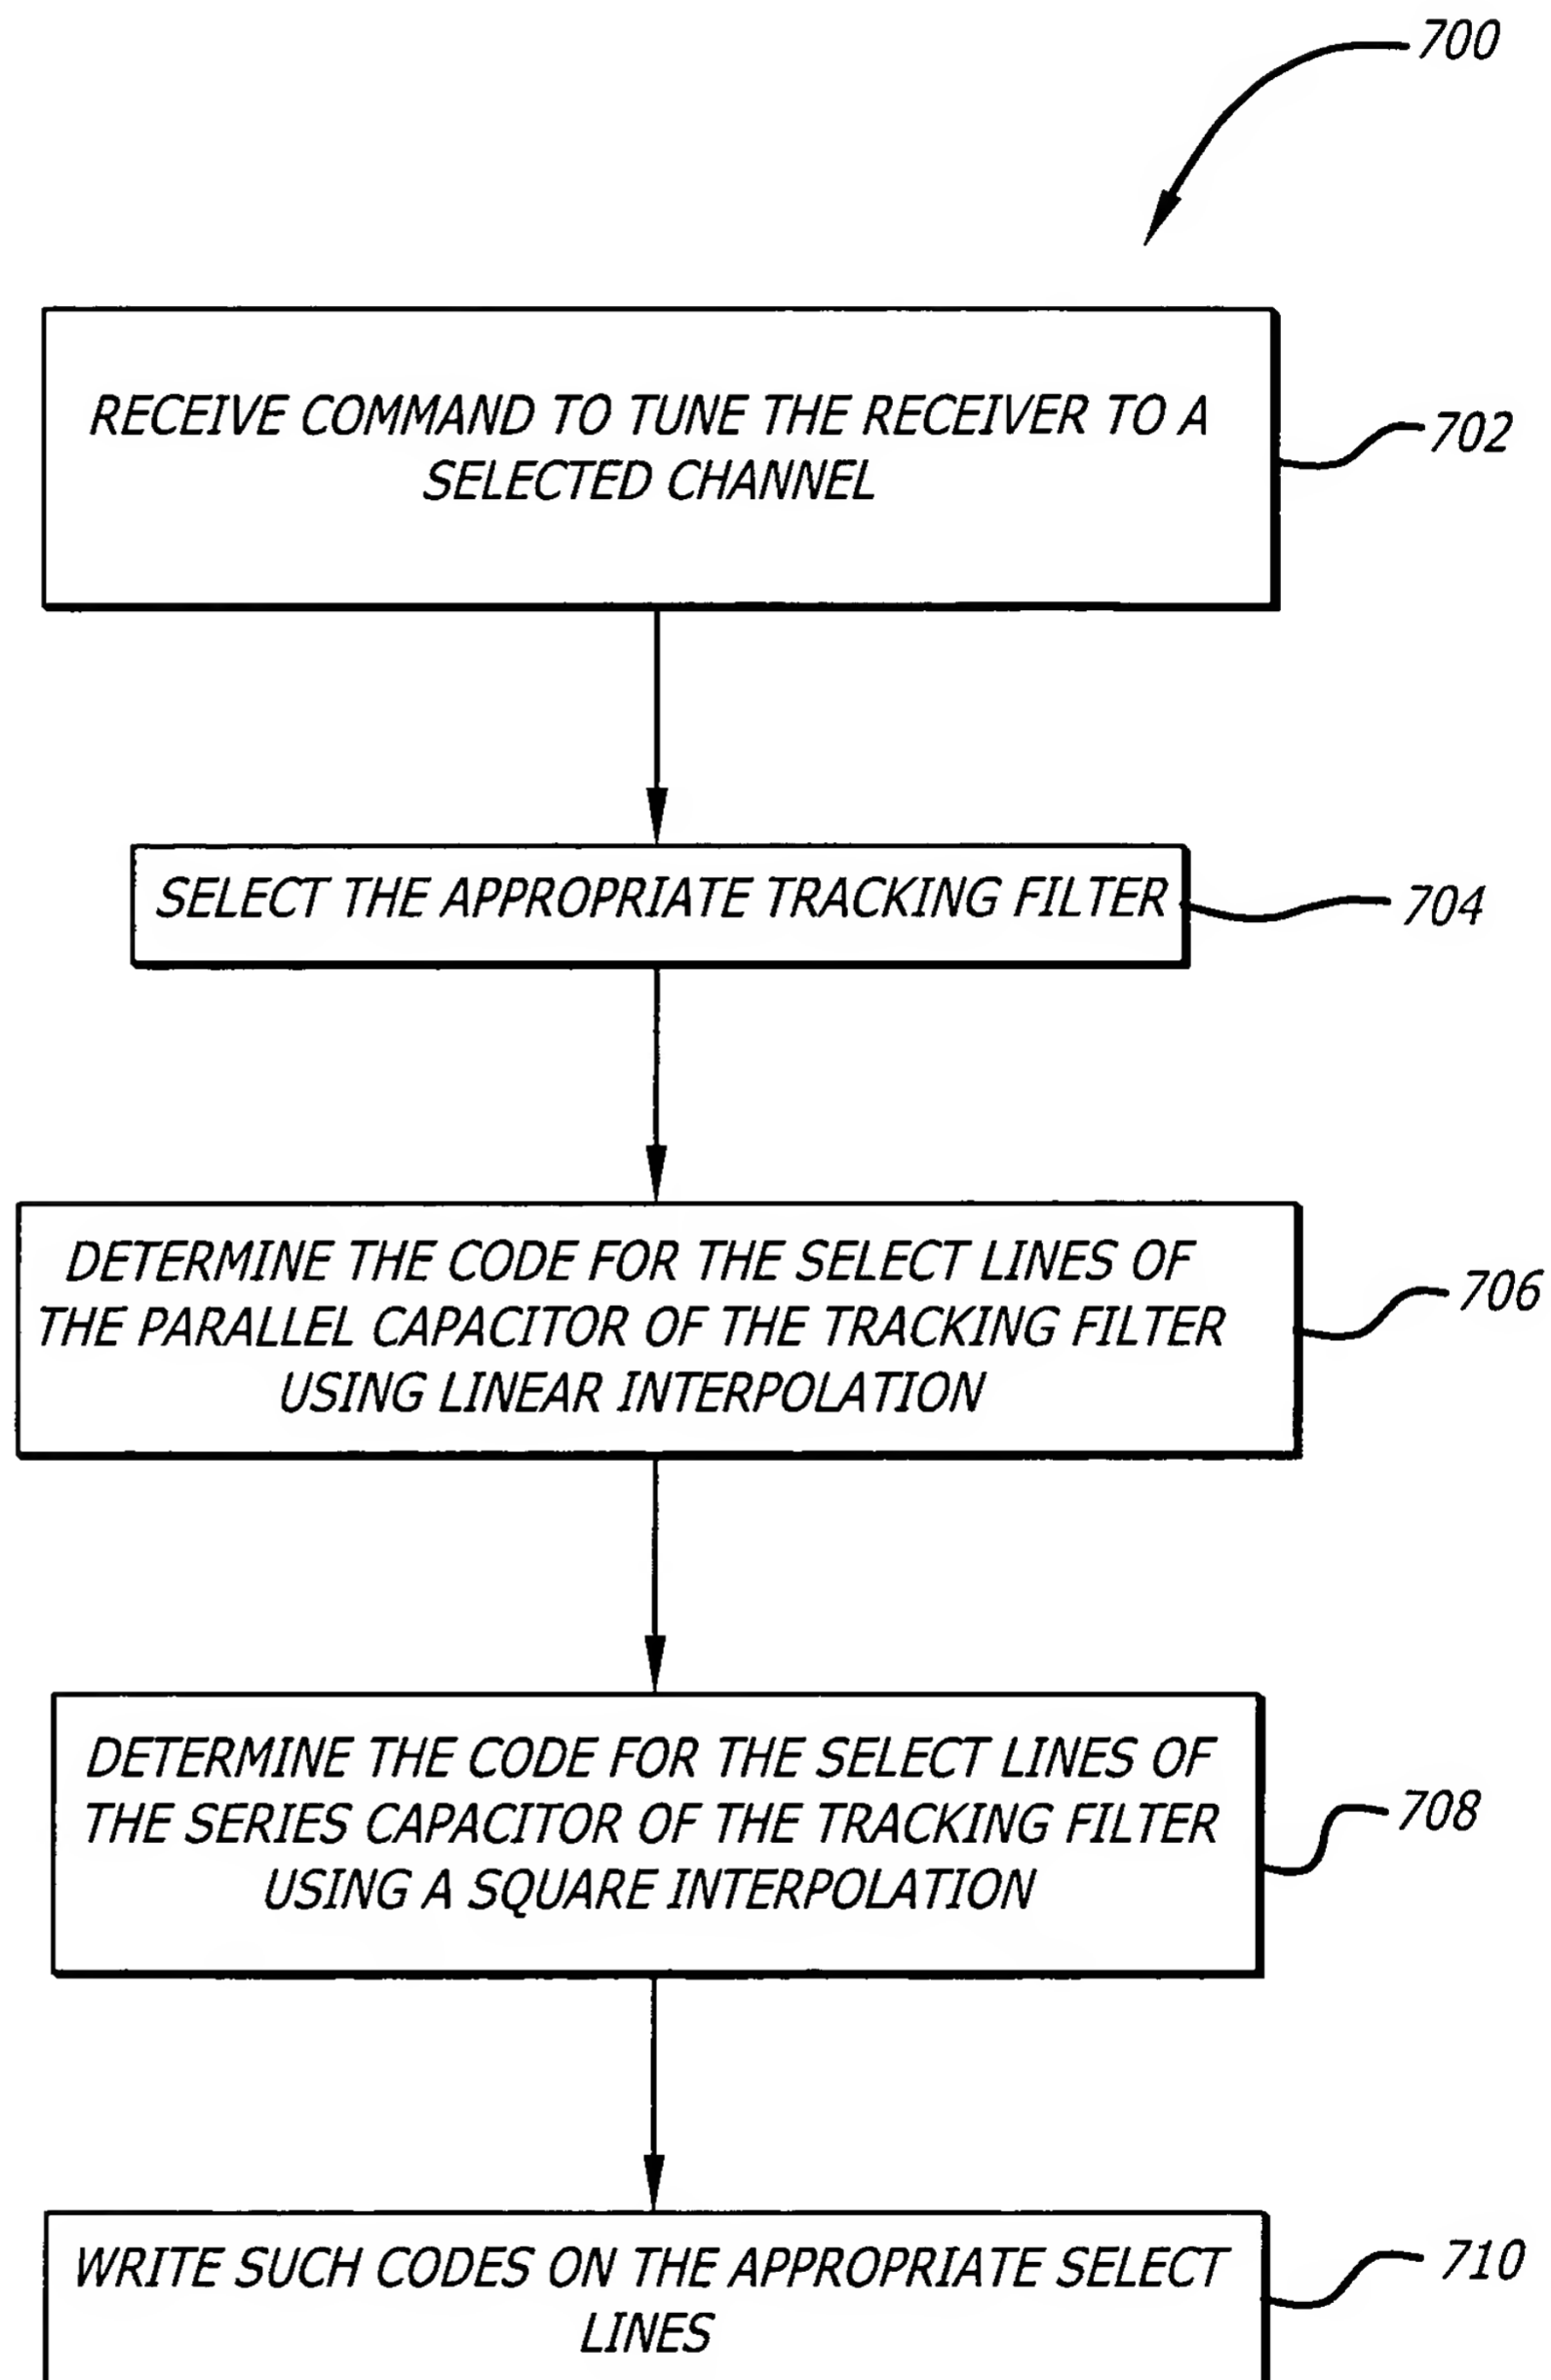 700
RECEIVE COMMAND TO TUNE THE RECEIVER TO A
SELECTED CHANNEL
702
SELECT THE APPROPRIATE TRACKING FILTER
704
DETERMINE THE CODE FOR THE SELECT LINES OF
THE PARALLEL CAPACITOR OF THE TRACKING FILTER
USING LINEAR INTERPOLATION
706
DETERMINE THE CODE FOR THE SELECT LINES OF
THE SERIES CAPACITOR OF THE TRACKING FILTER
USING A SQUARE INTERPOLATION
708
WRITE SUCH CODES ON THE APPROPRIATE SELECT
LINES
710